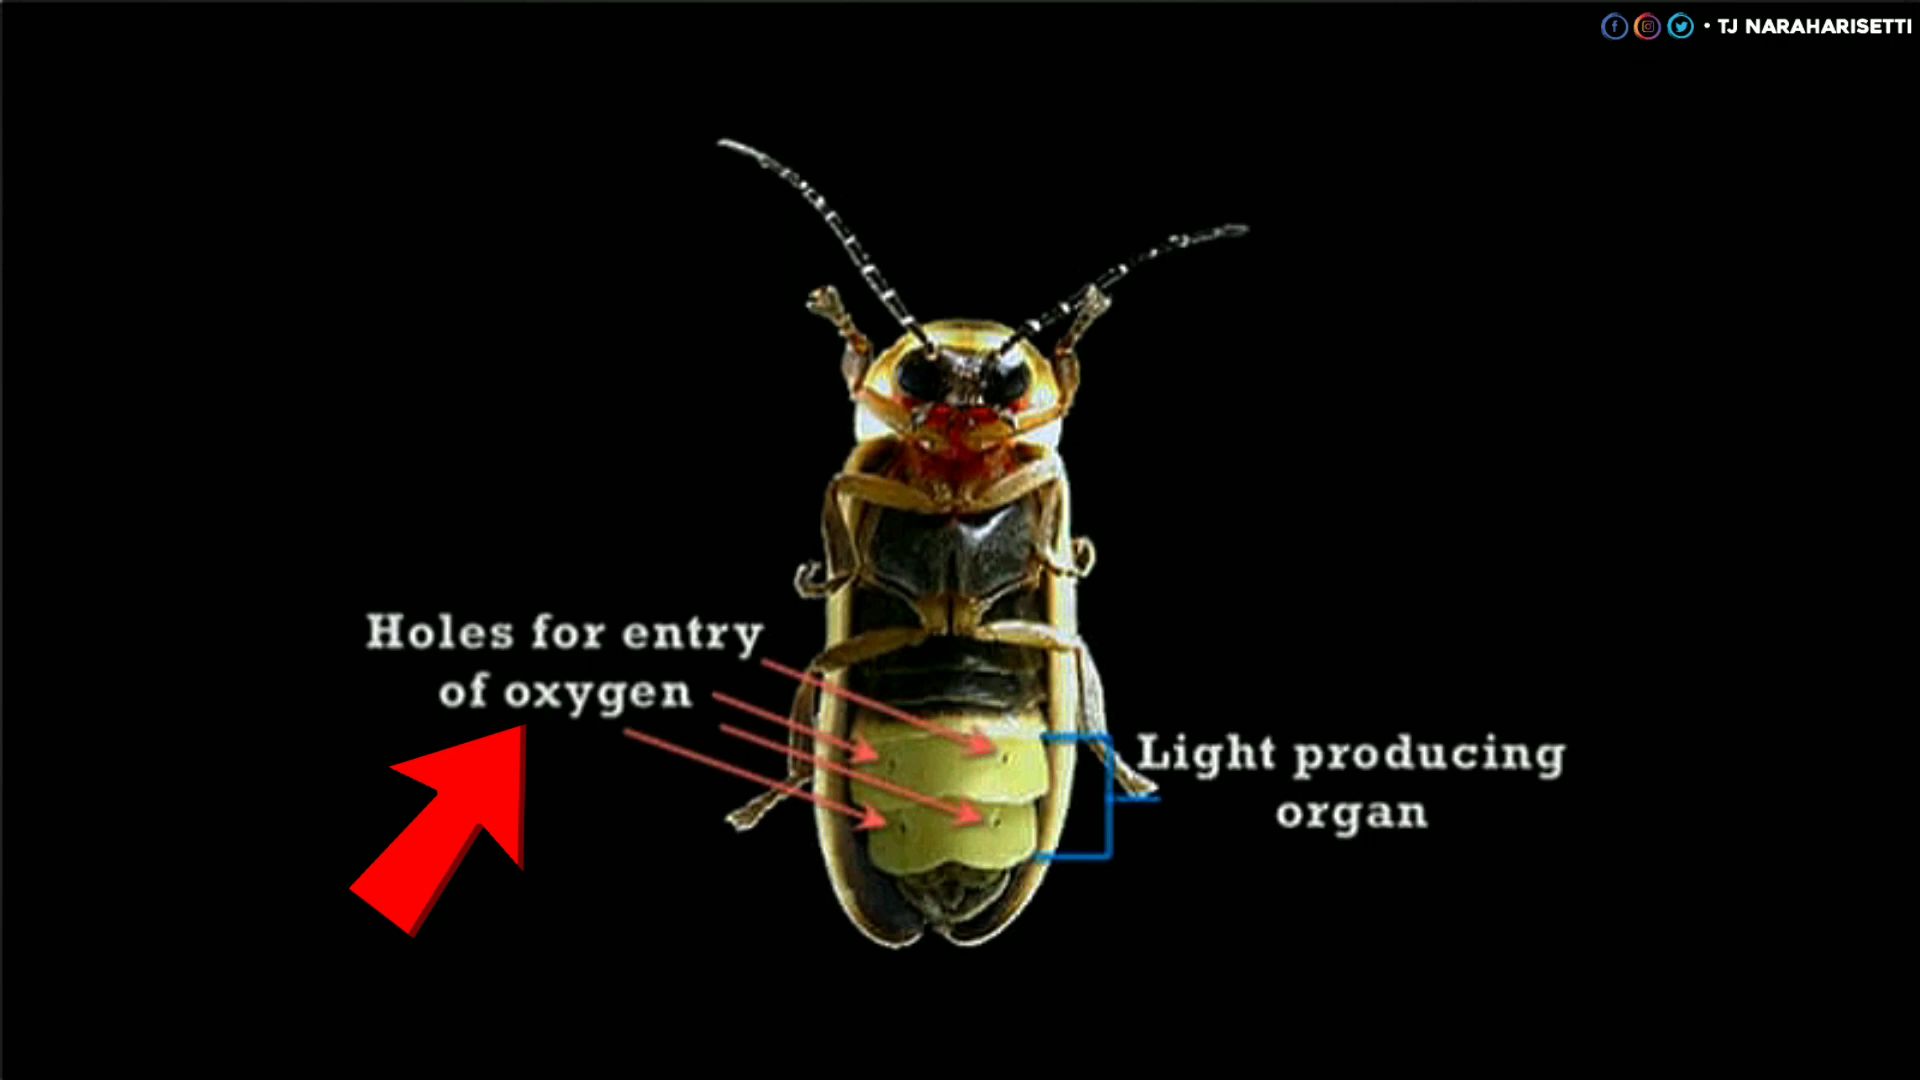 • TJ NARAHARISETTI
Holes for entry
of oxygen
Light producing
organ